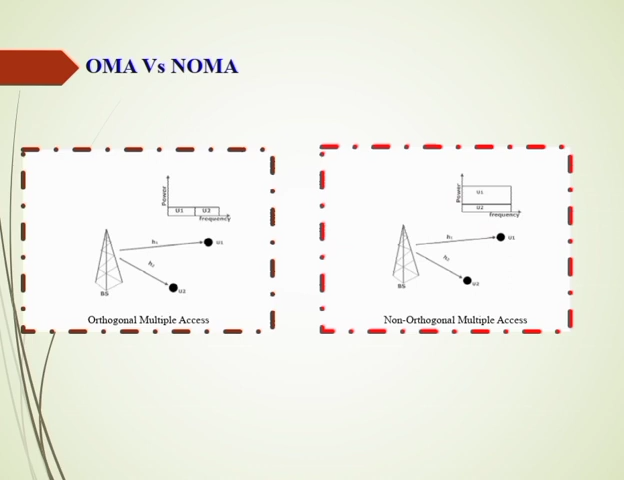 OMA Vs NOMA
Power
U1 U2
frequency
h₁
U1
h₂
U2
BS
Orthogonal Multiple Access
Power
U1
U2
frequency
h₁
U1
h₂
U2
BS
Non-Orthogonal Multiple Access